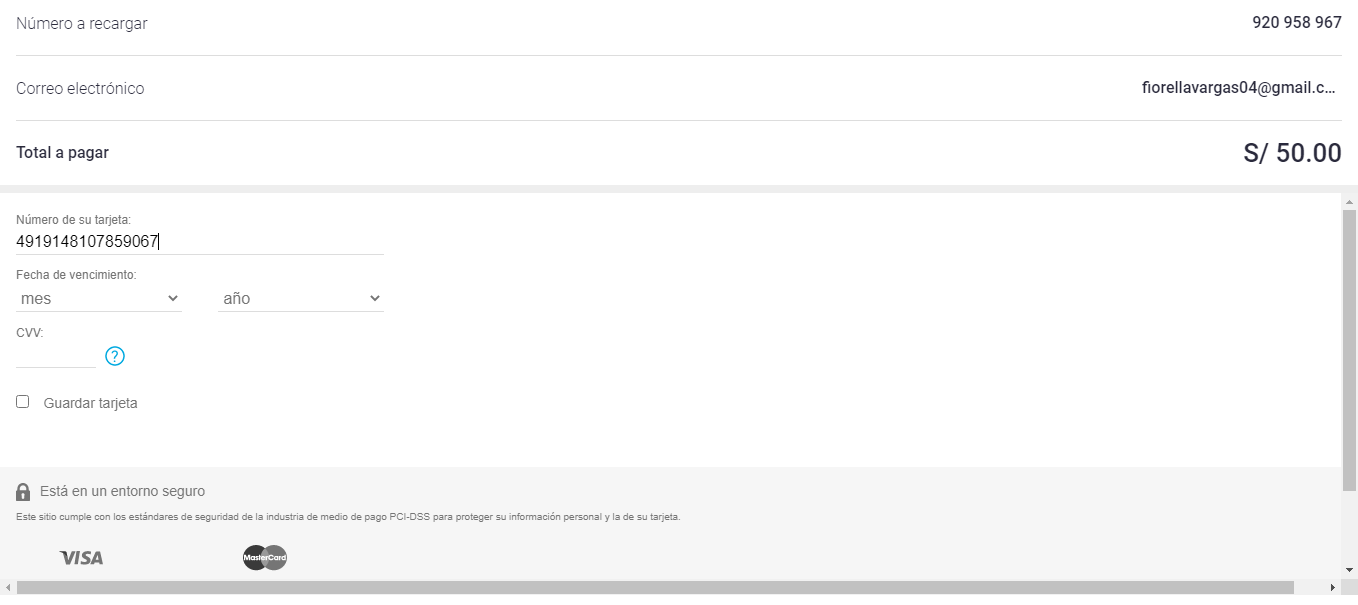 Número a recargar 920 958 967
Correo electrónico fiorellavargas04@gmail.c...
Total a pagar S/ 50.00
Número de su tarjeta:
4919148107859067
Fecha de vencimiento:
mes año
CVV:
?
Guardar tarjeta
Está en un entorno seguro
Este sitio cumple con los estándares de seguridad de la industria de medio de pago PCI-DSS para proteger su información personal y la de su tarjeta.
VISA MasterCard